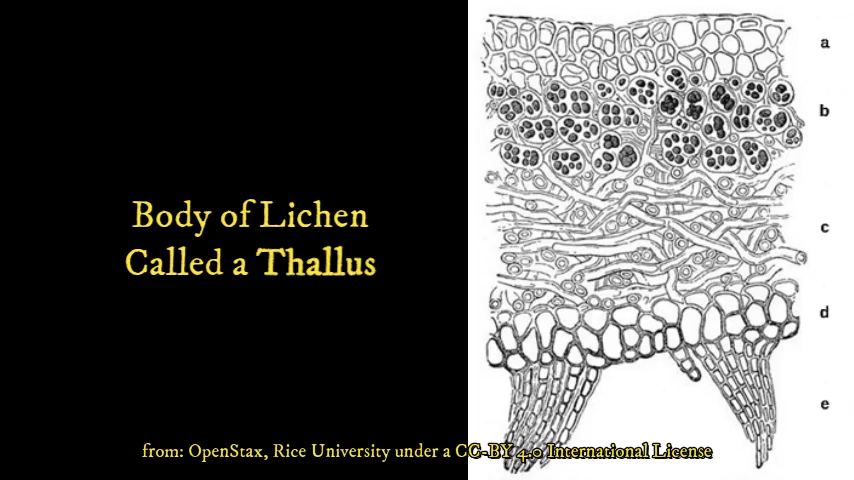 Body of Lichen
Called a Thallus
a
b
c
d
e
from: OpenStax, Rice University under a CC-BY 4.0 International License